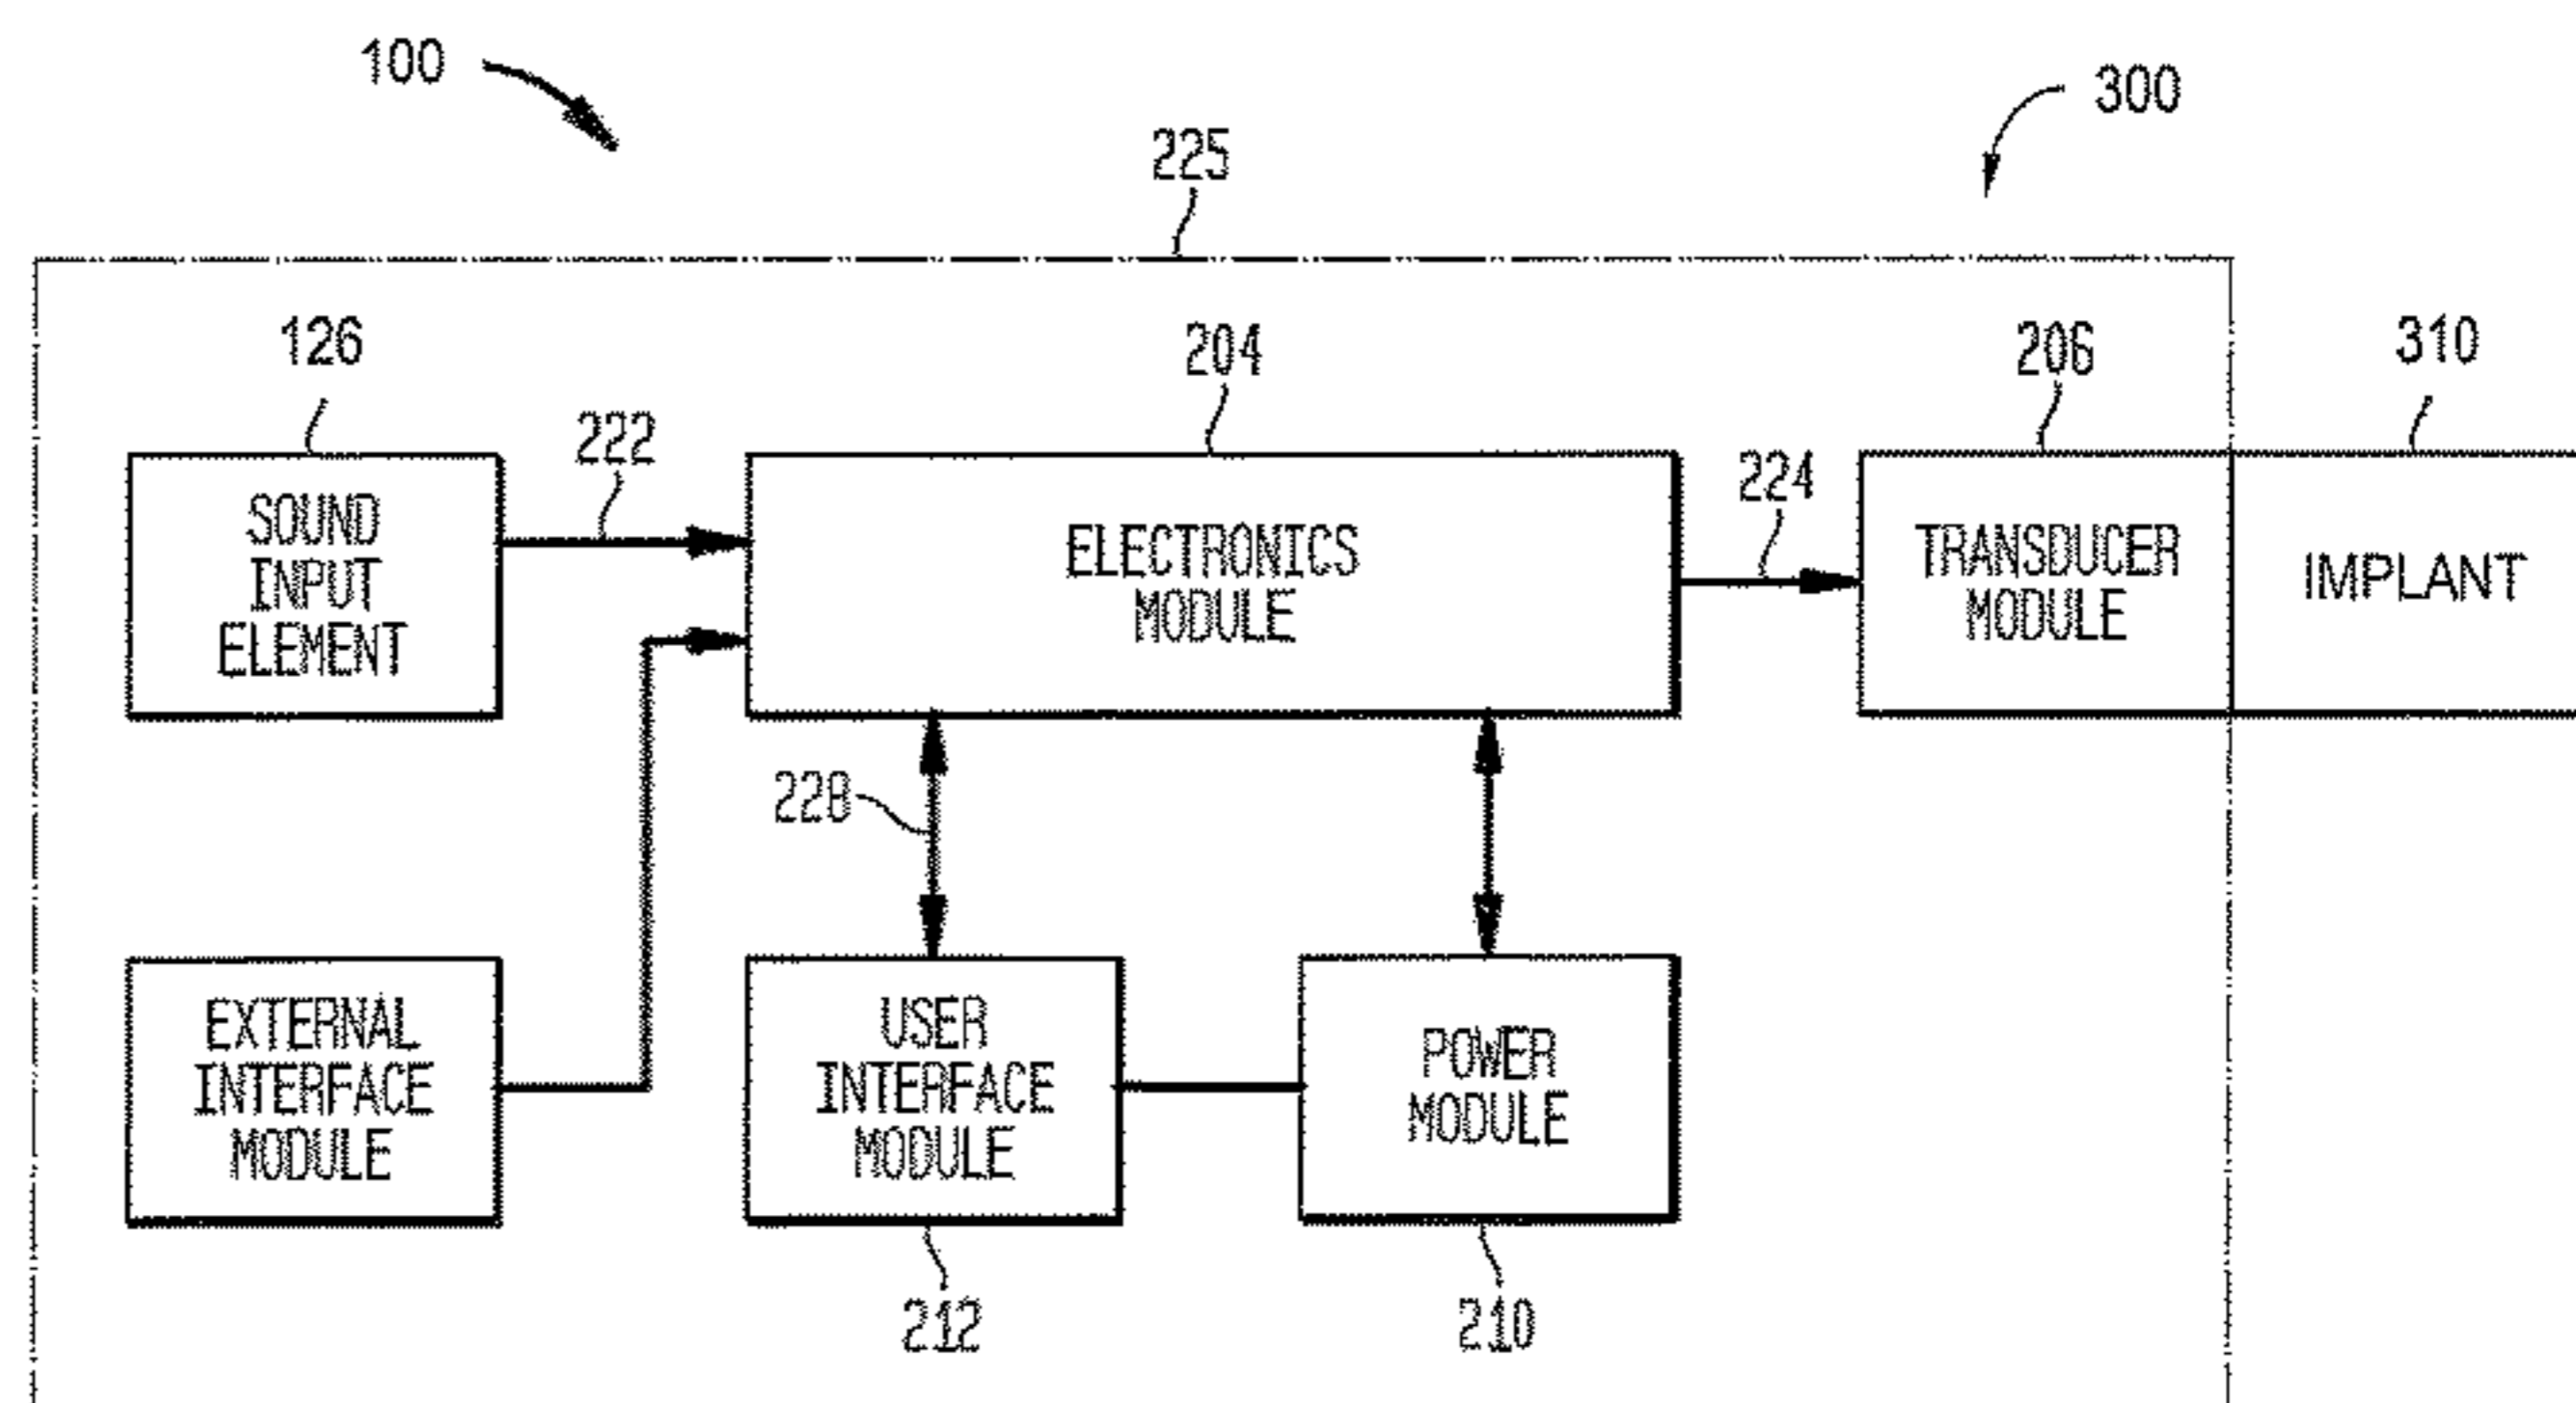 100
300
225
126
204
206
310
222
224
SOUND
INPUT
ELEMENT
ELECTRONICS
MODULE
TRANSDUCER
MODULE
IMPLANT
228
EXTERNAL
INTERFACE
MODULE
USER
INTERFACE
MODULE
POWER
MODULE
212
210